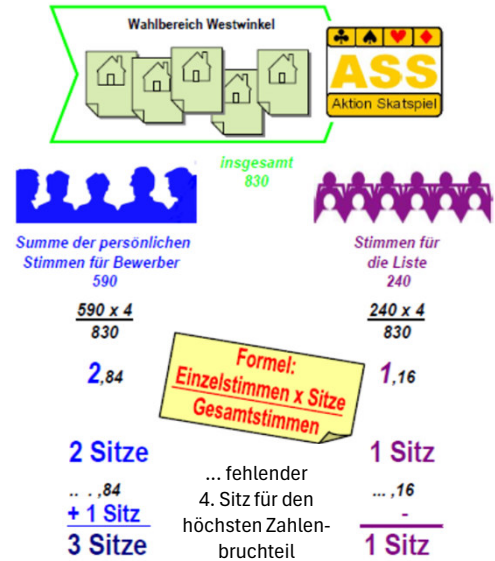 Wahlbereich Westwinkel
ASS
Aktion Skatspiel
insgesamt
830
Summe der persönlichen
Stimmen für Bewerber
590
Stimmen für
die Liste
240
590 x 4
830
240 x 4
830
Formel:
Einzelstimmen x Sitze
Gesamtstimmen
2,84
1,16
2 Sitze
1 Sitz
.. . ,84
... fehlender
4. Sitz für den
höchsten Zahlen-
bruchteil
...,16
+ 1 Sitz
-
3 Sitze
1 Sitz